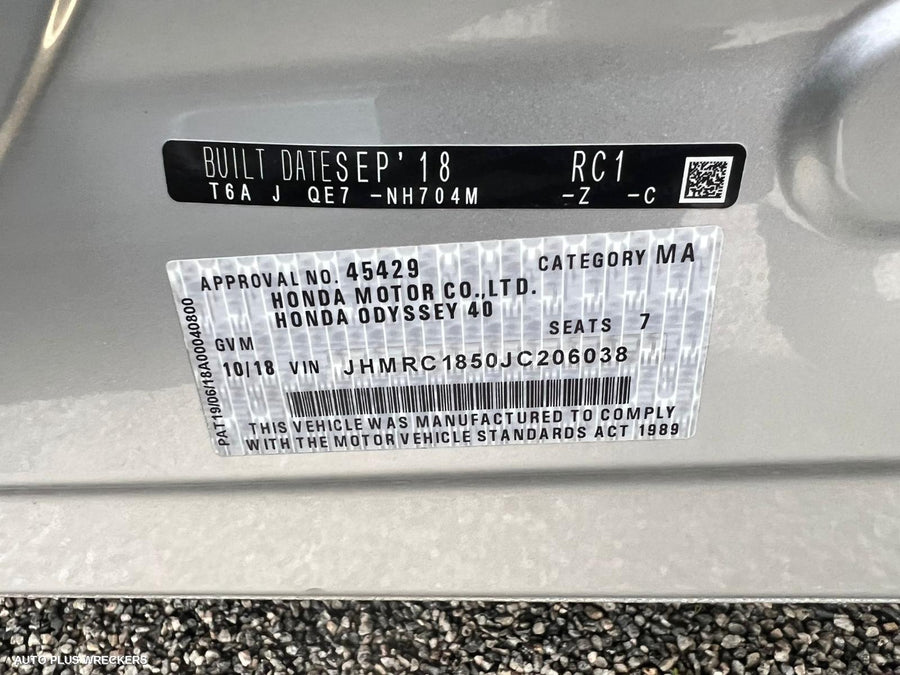 BUILT DATE SEP'18 RC1
T6A J QE7 -NH704M -Z -C
APPROVAL NO. 45429 CATEGORY MA
HONDA MOTOR CO.,LTD.
HONDA ODYSSEY 40
SEATS 7
GVM
10/18 VIN JHMRC1850JC206038
THIS VEHICLE WAS MANUFACTURED TO COMPLY
WITH THE MOTOR VEHICLE STANDARDS ACT 1989
PAT19/06/18A00040800
AUTO PLUS WRECKERS